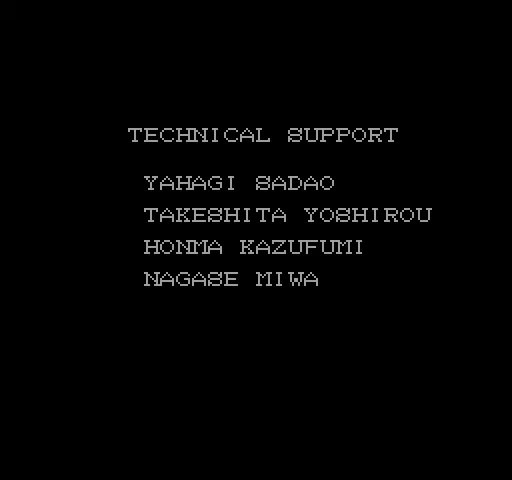 TECHNICAL SUPPORT
YAHAGI SADAO
TAKESHITA YOSHIROU
HONMA KAZUFUMI
NAGASE MIWA